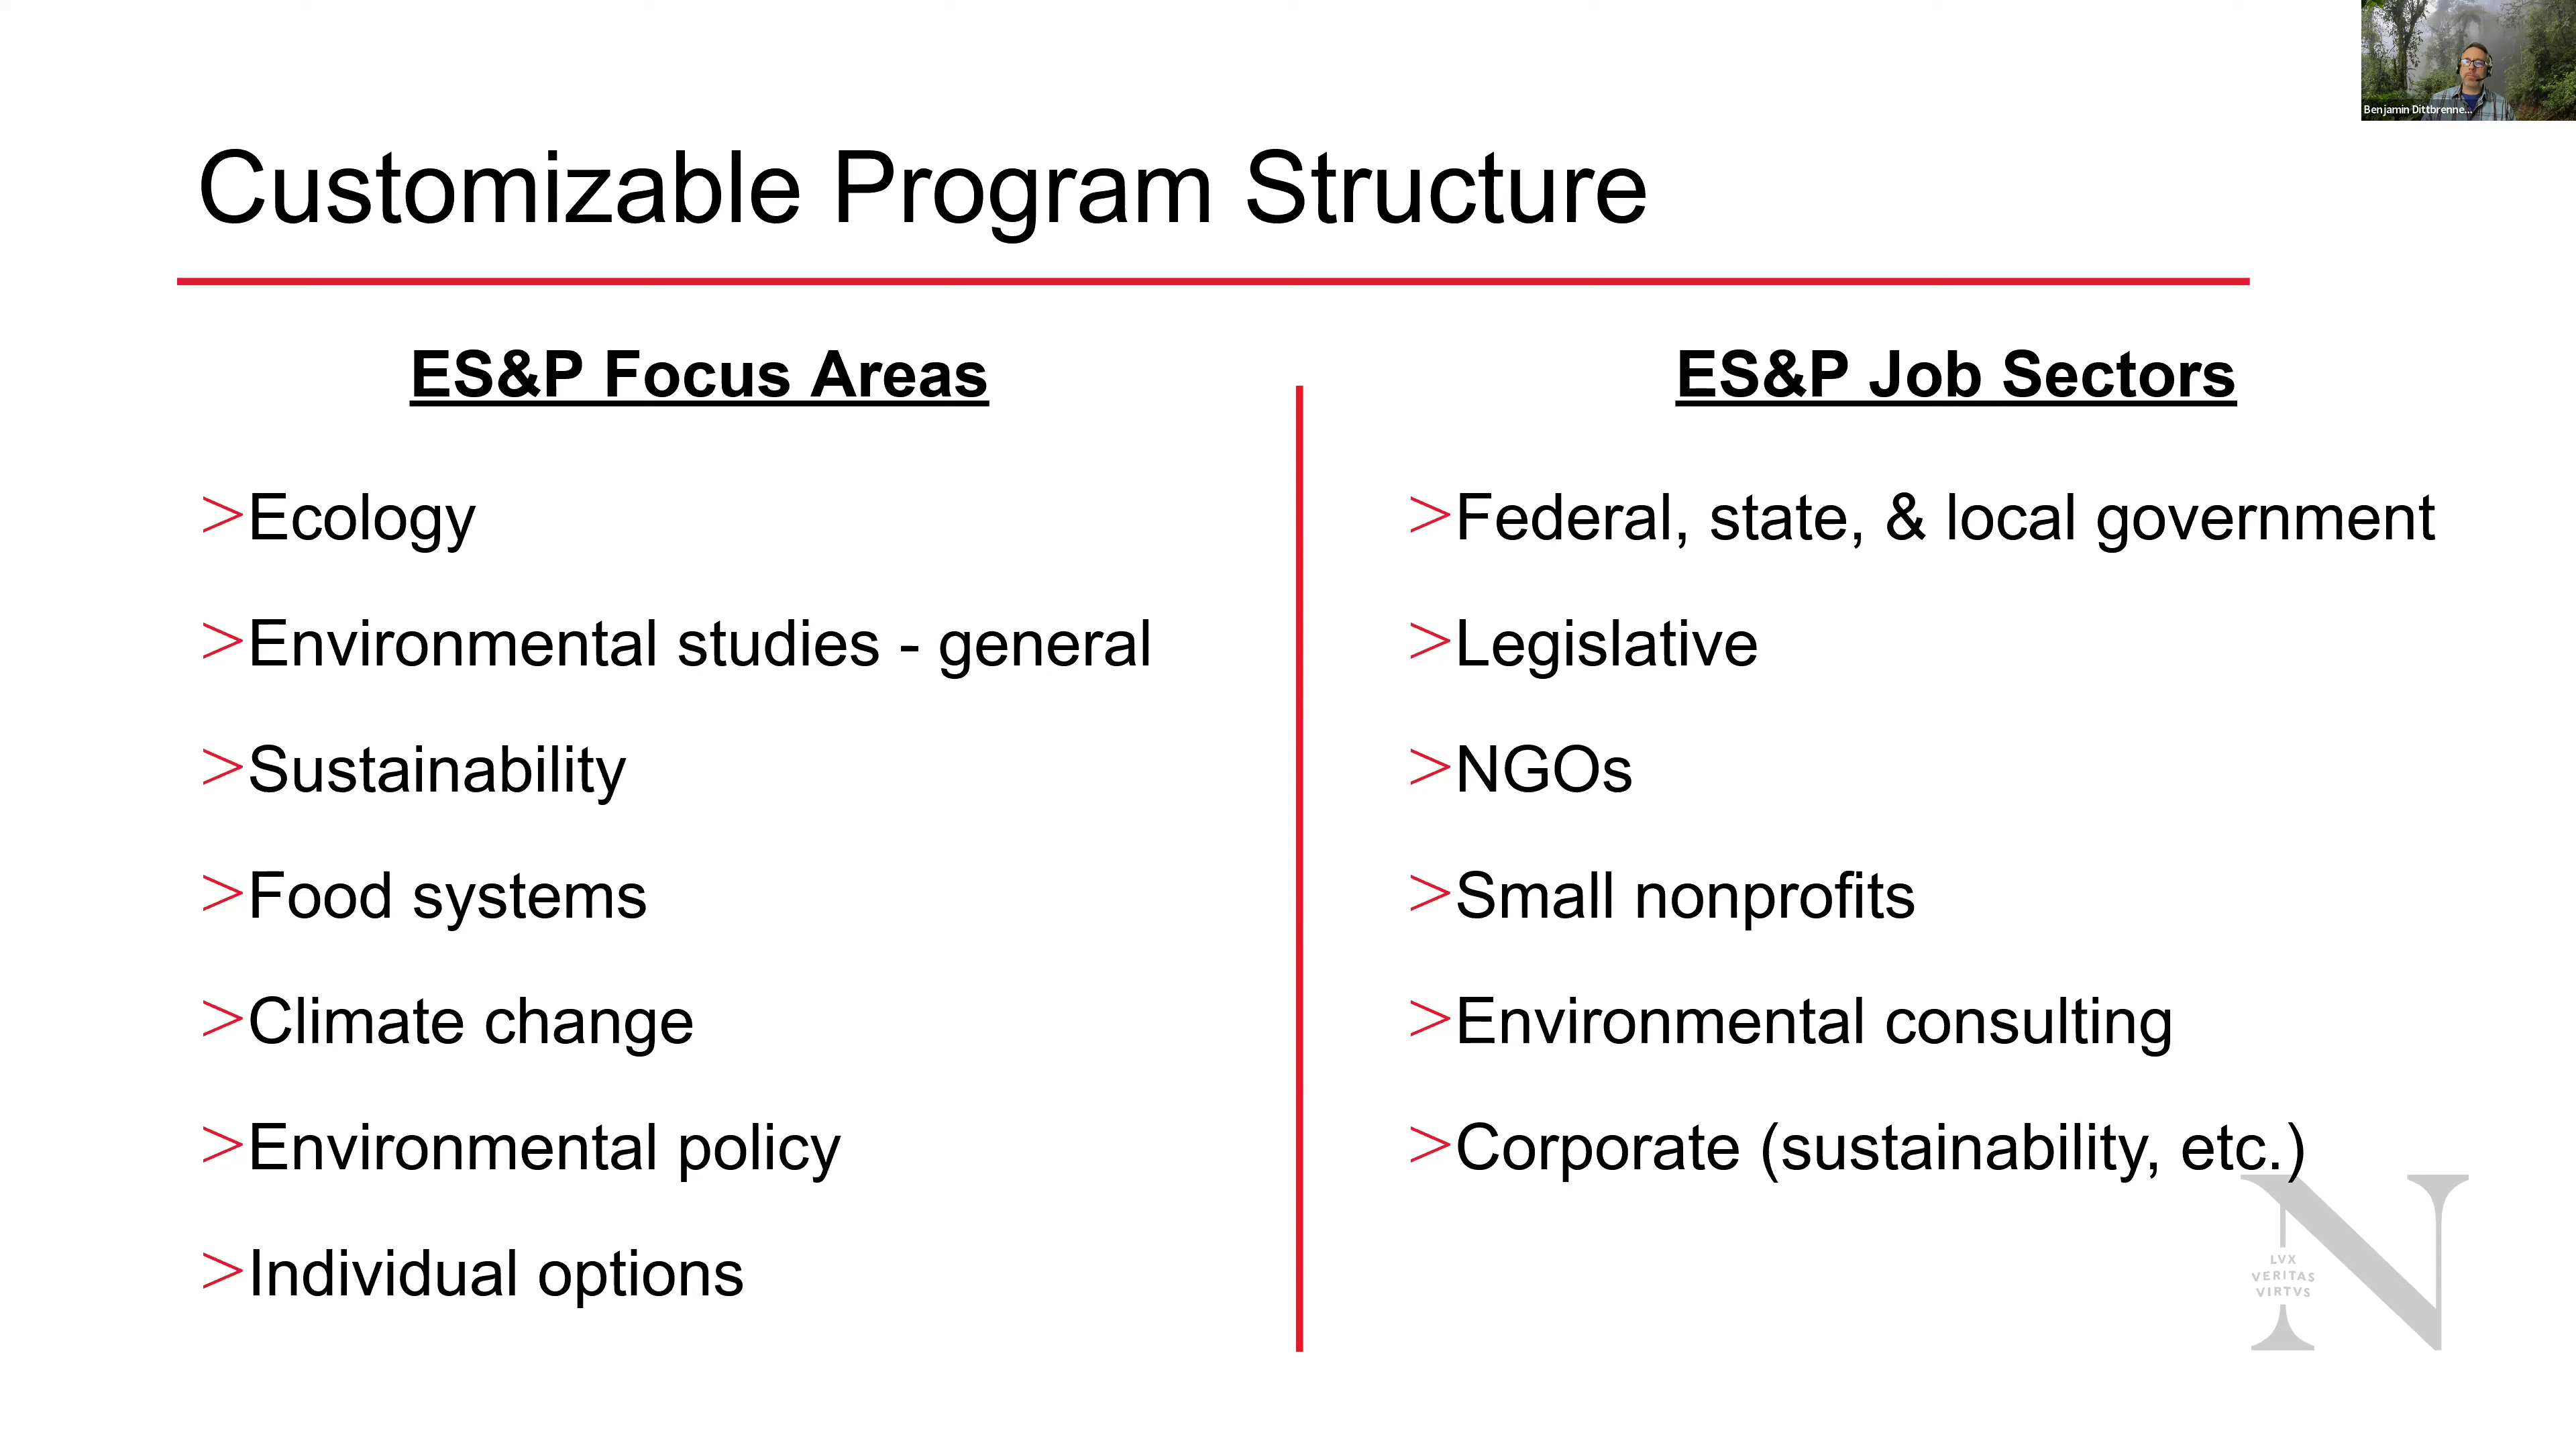 Benjamin Dittbrenne...
Customizable Program Structure
ES&P Focus Areas
>Ecology
>Environmental studies - general
>Sustainability
>Food systems
>Climate change
>Environmental policy
>Individual options
ES&P Job Sectors
>Federal, state, & local government
>Legislative
>NGOs
>Small nonprofits
>Environmental consulting
>Corporate (sustainability, etc.)
N
LVX
VERITAS
VIRTVS